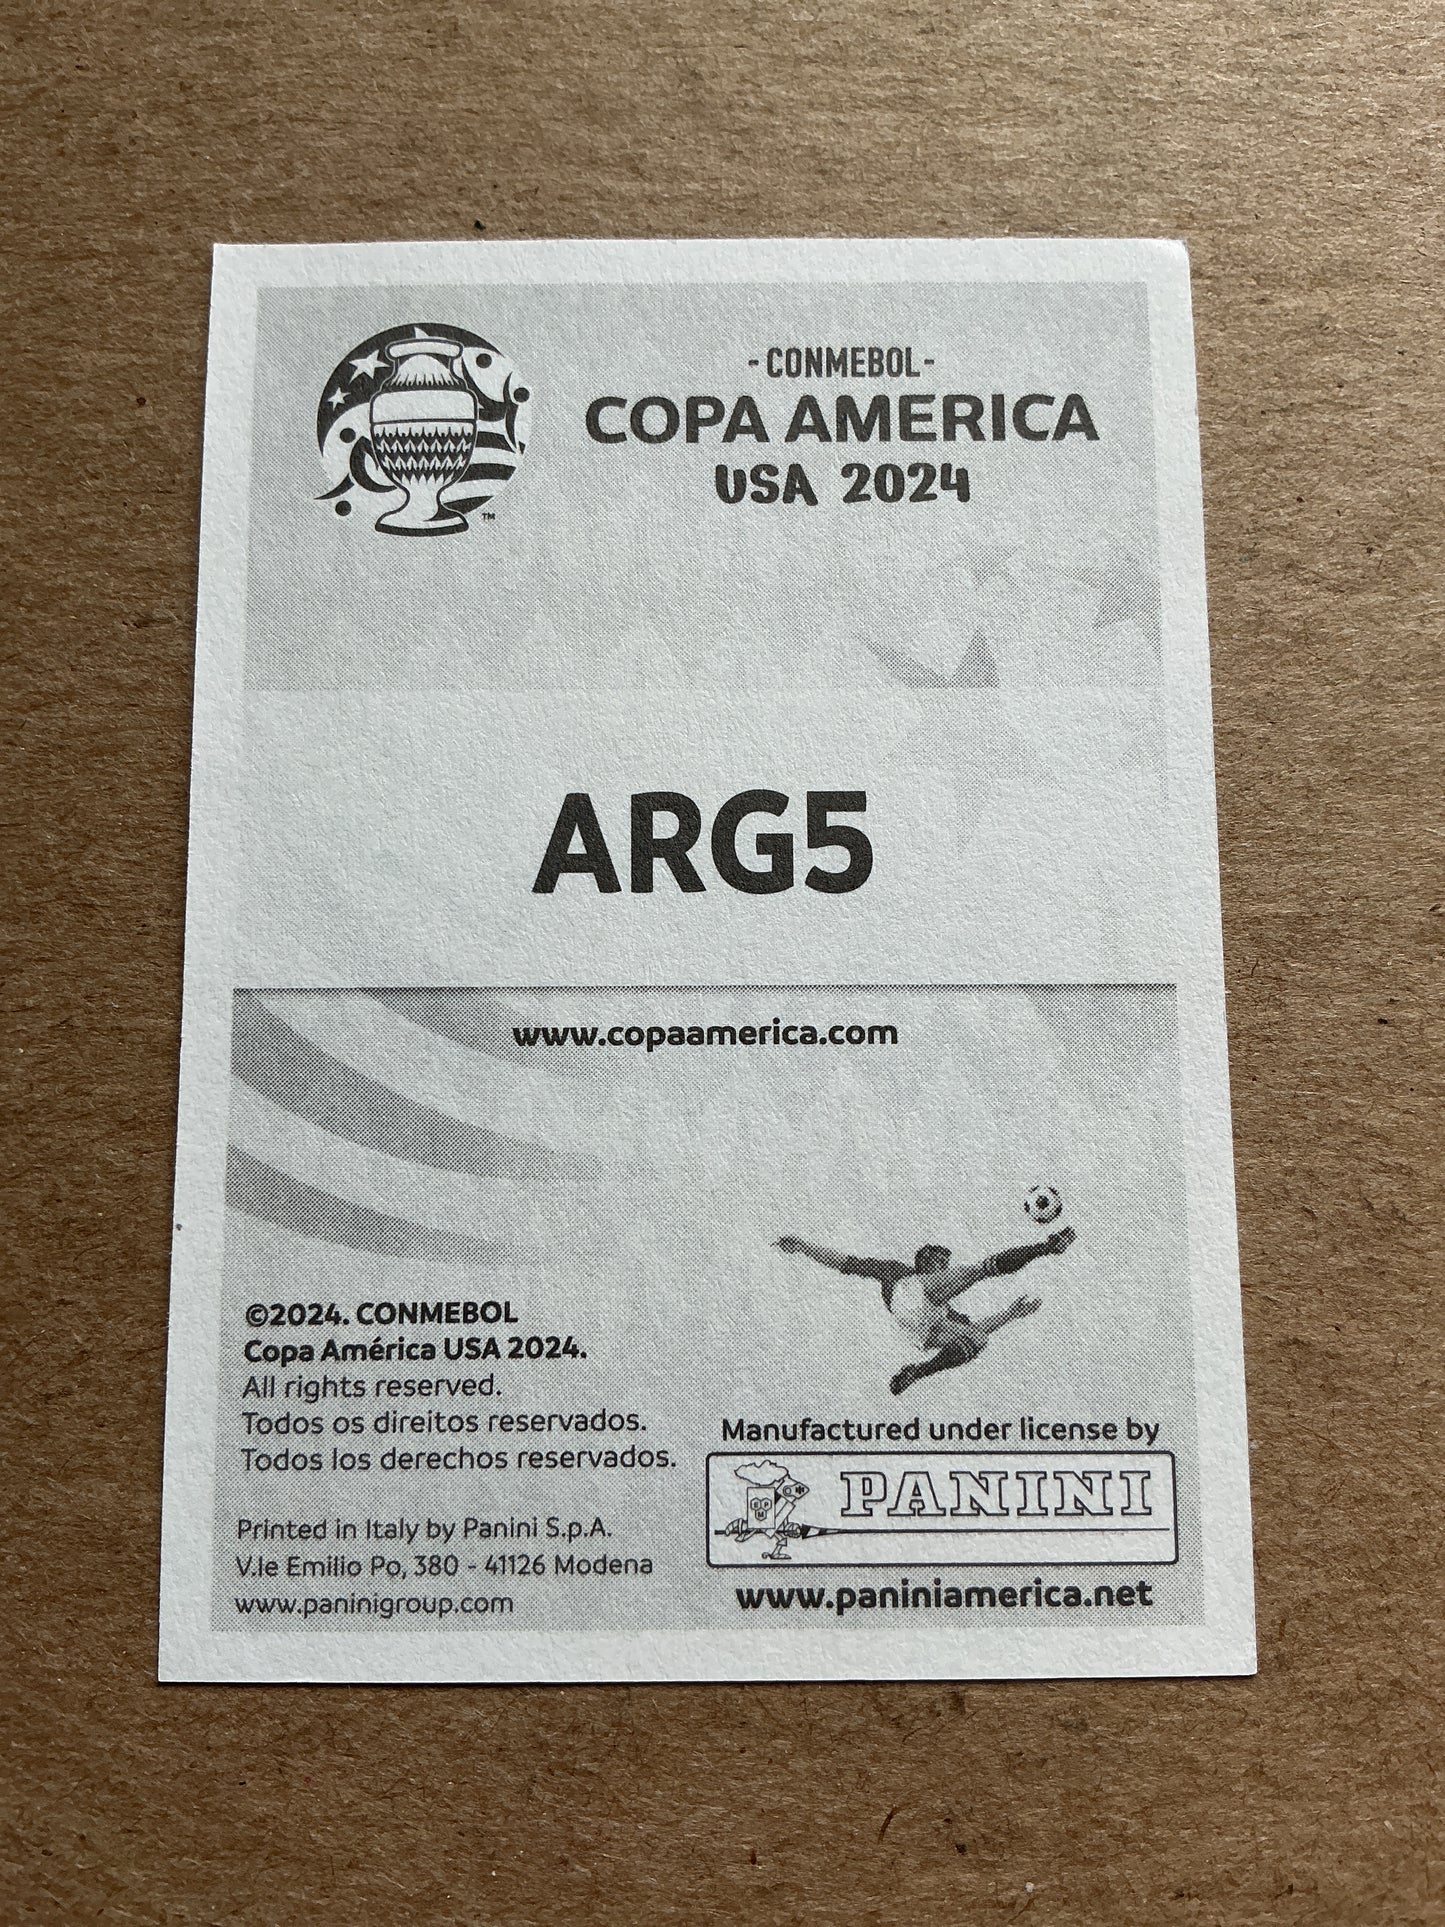 - CONMEBOL -
COPA AMERICA
USA 2024
TM
ARG5
www.copaamerica.com
©2024. CONMEBOL
Copa América USA 2024.
All rights reserved.
Todos os direitos reservados.
Todos los derechos reservados.
Printed in Italy by Panini S.p.A.
V.le Emilio Po, 380 - 41126 Modena
www.paninigroup.com
Manufactured under license by
PANINI
www.paniniamerica.net